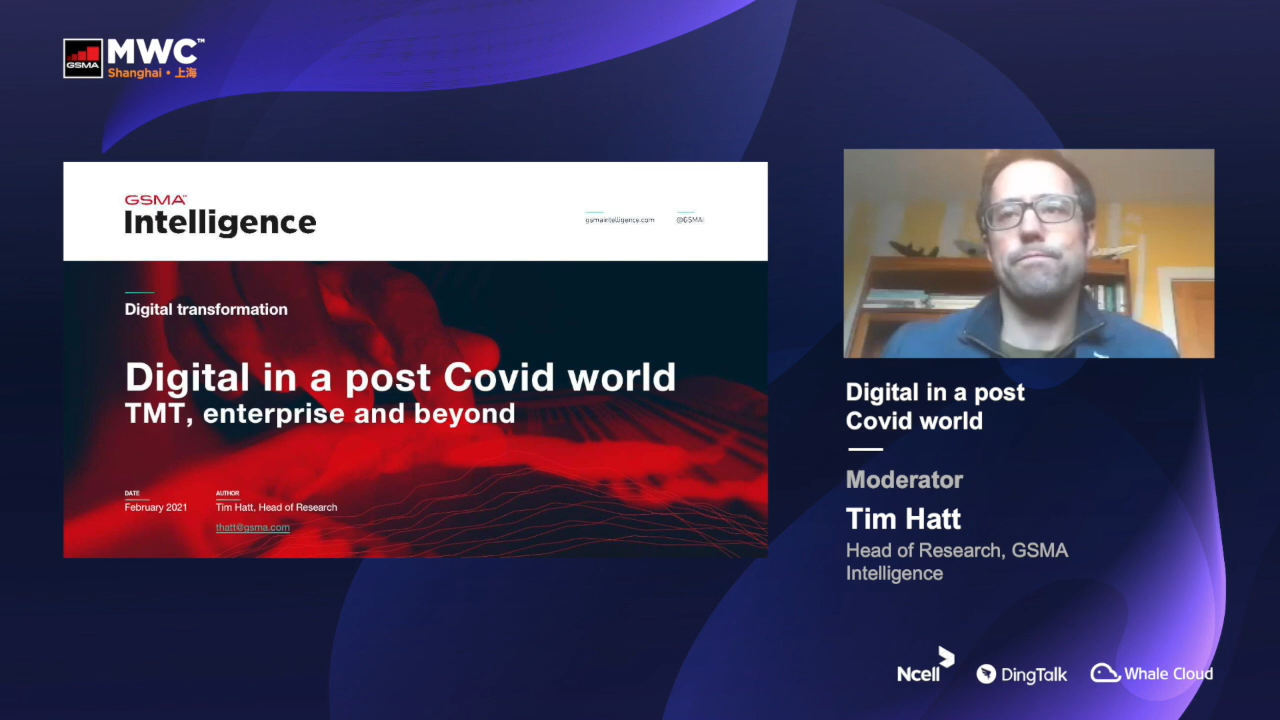 GSMA
MWC™
Shanghai • 上海
GSMA™
Intelligence
gsmaintelligence.com
@GSMAi
Digital transformation
Digital in a post Covid world
TMT, enterprise and beyond
DATE
February 2021
AUTHOR
Tim Hatt, Head of Research
thatt@gsma.com
Digital in a post
Covid world
Moderator
Tim Hatt
Head of Research, GSMA
Intelligence
Ncell
DingTalk
Whale Cloud